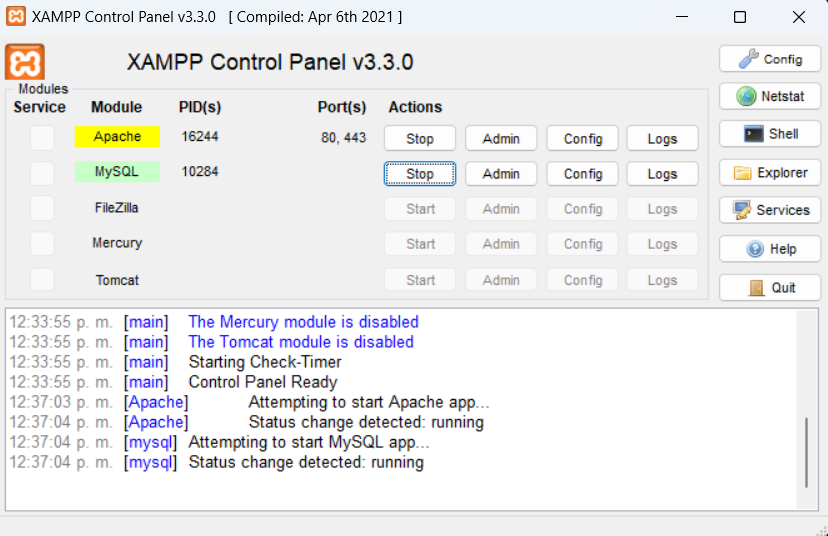 XAMPP Control Panel v3.3.0 [ Compiled: Apr 6th 2021 ]
XAMPP Control Panel v3.3.0
Config
Modules
Service Module PID(s) Port(s) Actions
Netstat
Apache 16244 80, 443 Stop Admin Config Logs
Shell
MySQL 10284 Stop Admin Config Logs
Explorer
FileZilla Start Admin Config Logs
Services
Mercury Start Admin Config Logs
Help
Tomcat Start Admin Config Logs
Quit
12:33:55 p. m. [main] The Mercury module is disabled
12:33:55 p. m. [main] The Tomcat module is disabled
12:33:55 p. m. [main] Starting Check-Timer
12:33:55 p. m. [main] Control Panel Ready
12:37:03 p. m. [Apache] Attempting to start Apache app...
12:37:04 p. m. [Apache] Status change detected: running
12:37:04 p. m. [mysql] Attempting to start MySQL app...
12:37:04 p. m. [mysql] Status change detected: running